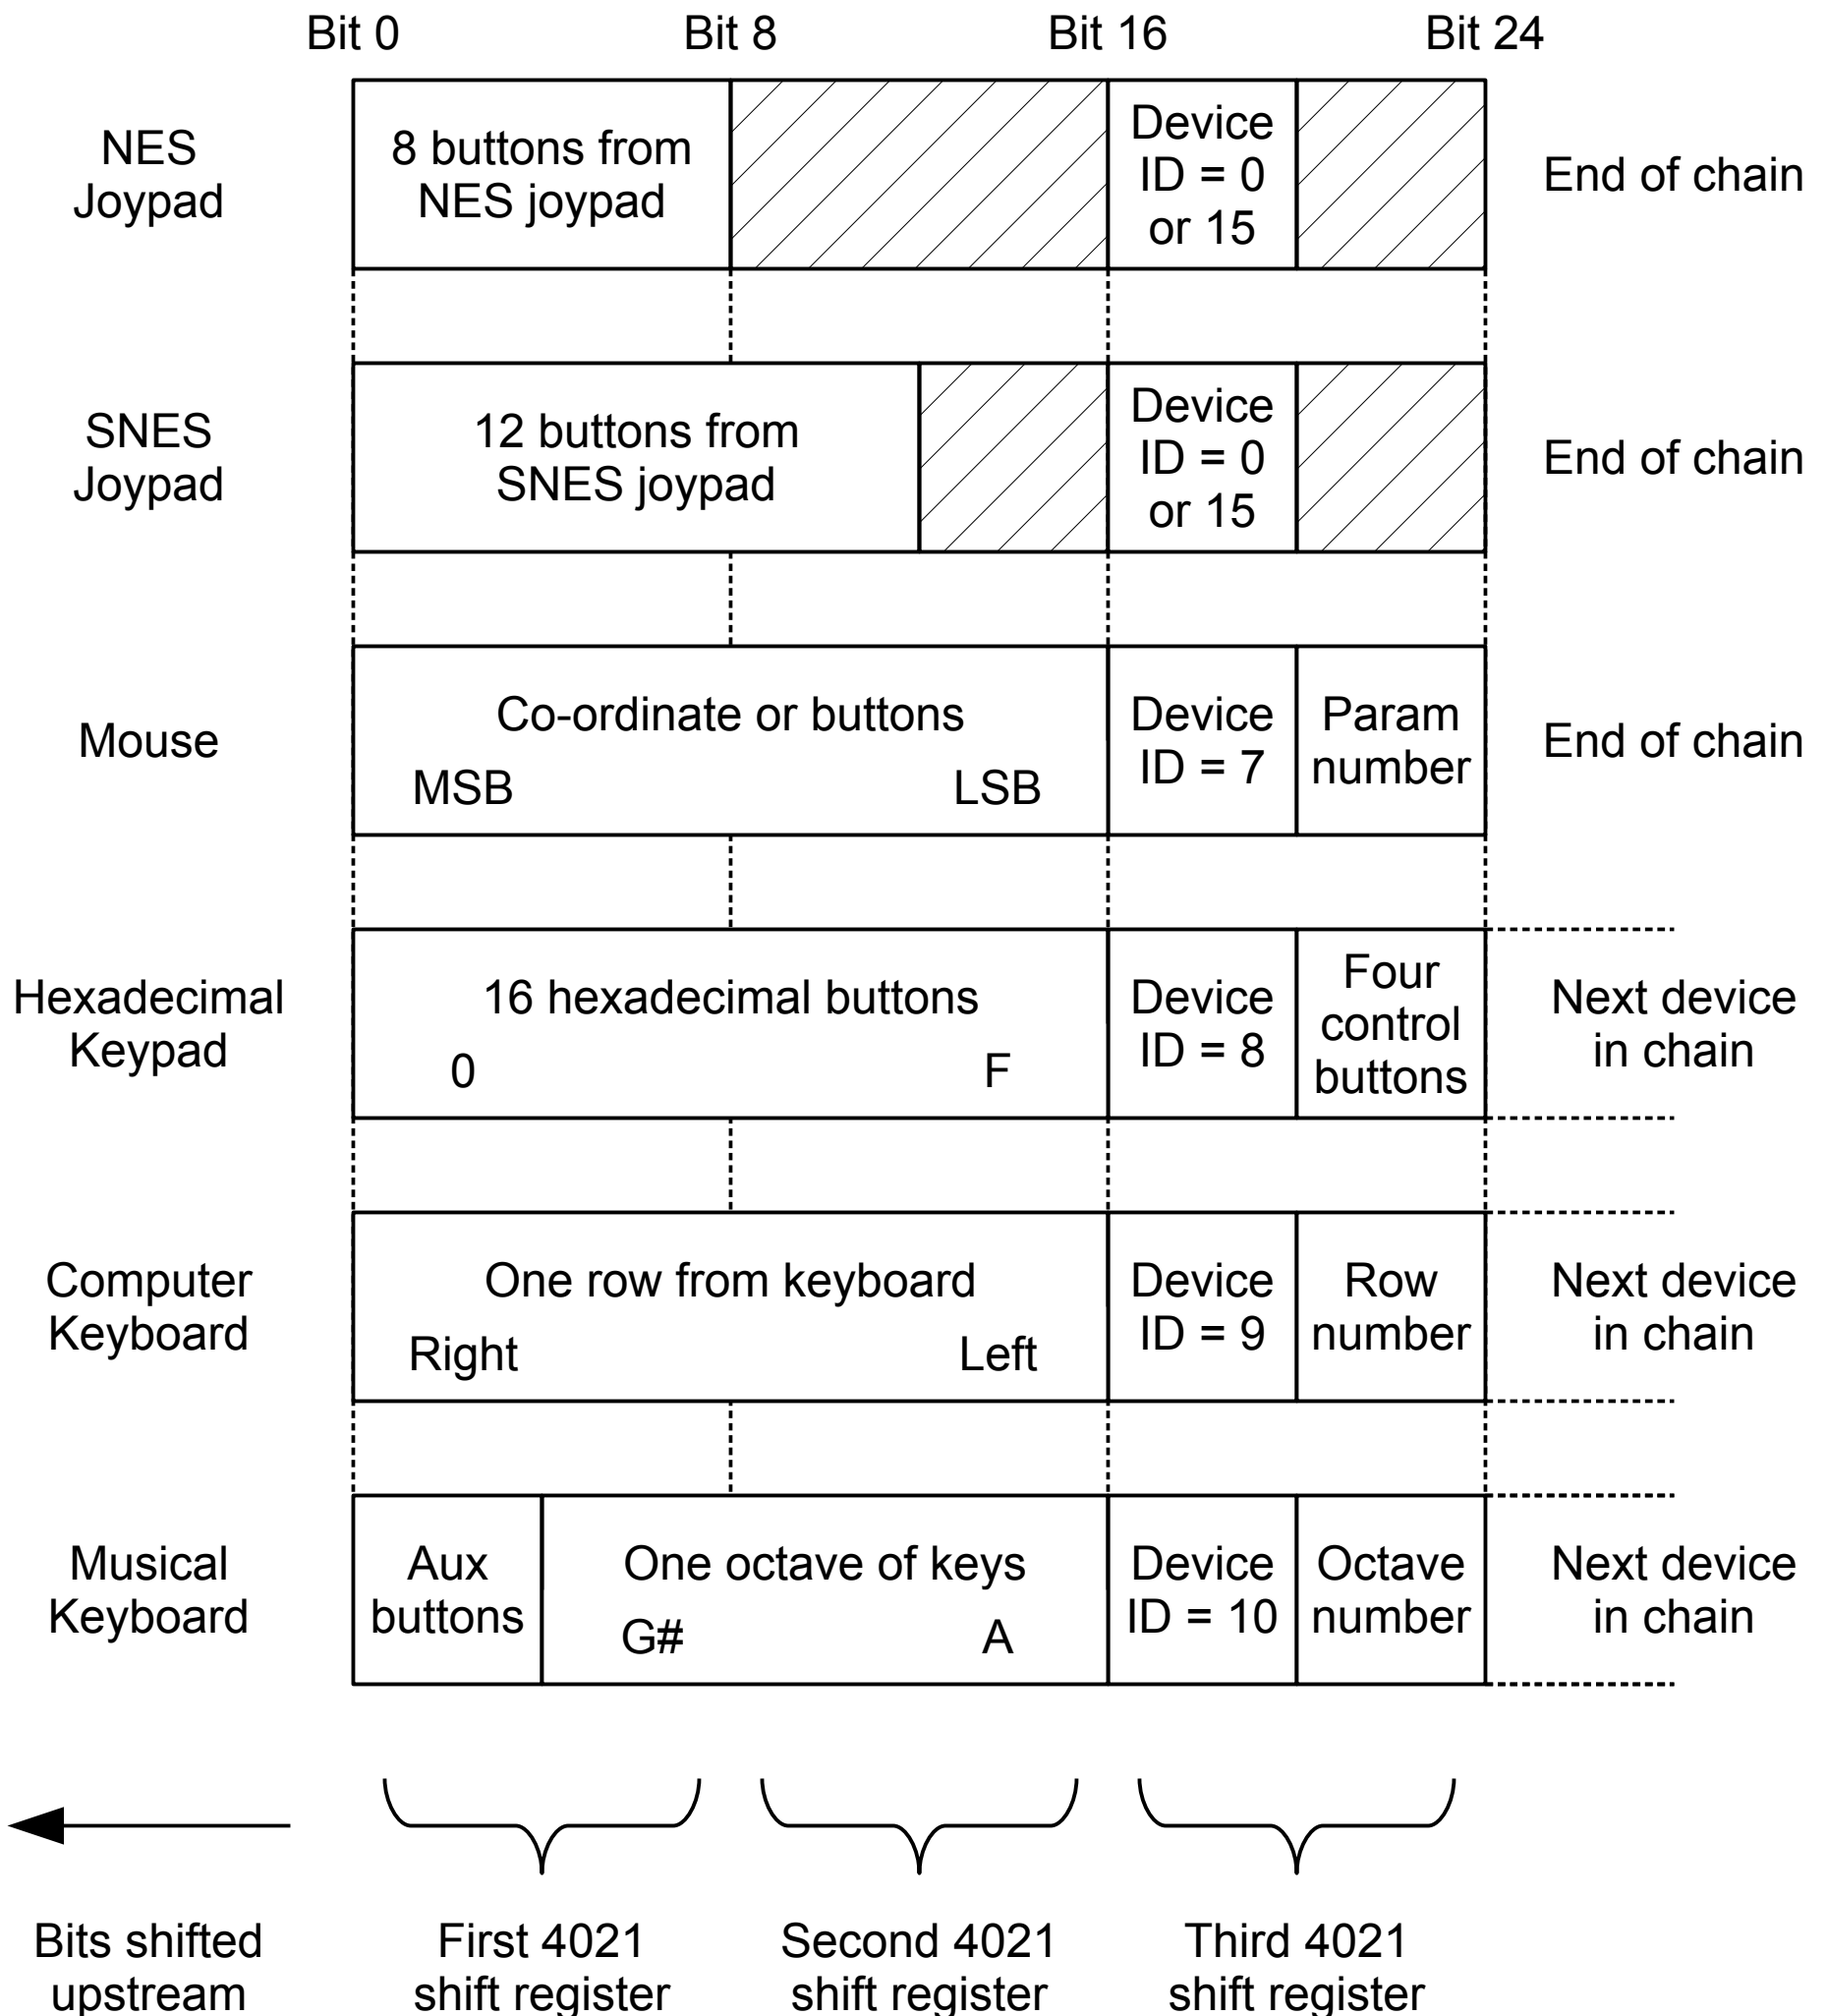 Bit 0 Bit 8 Bit 16 Bit 24
NES
Joypad
8 buttons from
NES joypad
Device
ID = 0
or 15
End of chain
SNES
Joypad
12 buttons from
SNES joypad
Device
ID = 0
or 15
End of chain
Mouse
Co-ordinate or buttons
MSB LSB
Device
ID = 7
Param
number
End of chain
Hexadecimal
Keypad
16 hexadecimal buttons
0 F
Device
ID = 8
Four
control
buttons
Next device
in chain
Computer
Keyboard
One row from keyboard
Right Left
Device
ID = 9
Row
number
Next device
in chain
Musical
Keyboard
Aux
buttons
One octave of keys
G# A
Device
ID = 10
Octave
number
Next device
in chain
Bits shifted
upstream
First 4021
shift register
Second 4021
shift register
Third 4021
shift register